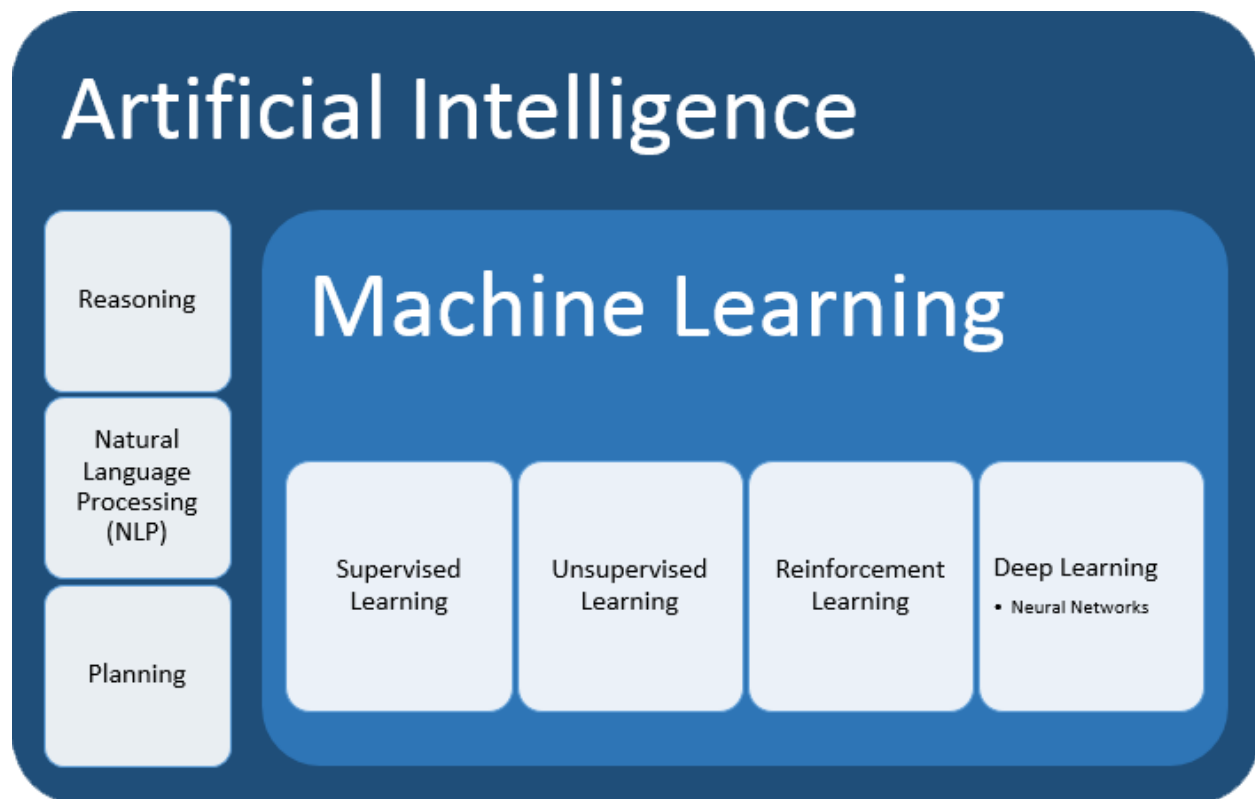 Artificial Intelligence
Reasoning
Natural
Language
Processing
(NLP)
Planning
Machine Learning
Supervised
Learning
Unsupervised
Learning
Reinforcement
Learning
Deep Learning
• Neural Networks